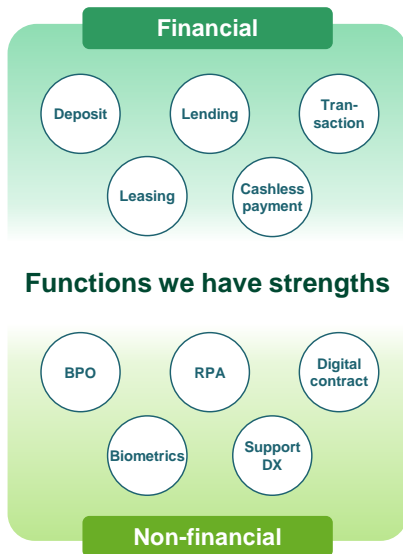 Financial
Deposit
Lending
Tran-
saction
Leasing
Cashless
payment
Functions we have strengths
BPO
RPA
Digital
contract
Biometrics
Support
DX
Non-financial